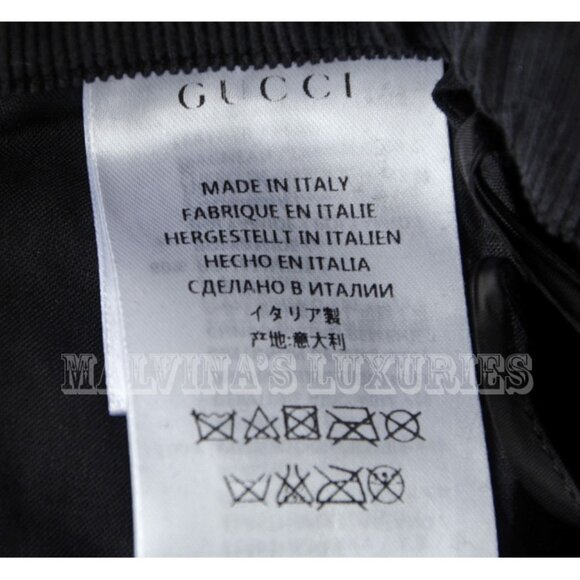 GUCCI
MADE IN ITALY
FABRIQUE EN ITALIE
HERGESTELLT IN ITALIEN
HECHO EN ITALIA
СДЕЛАНО В ИТАЛИИ
イタリア製
产地:意大利
MALVINA'S LUXURIES